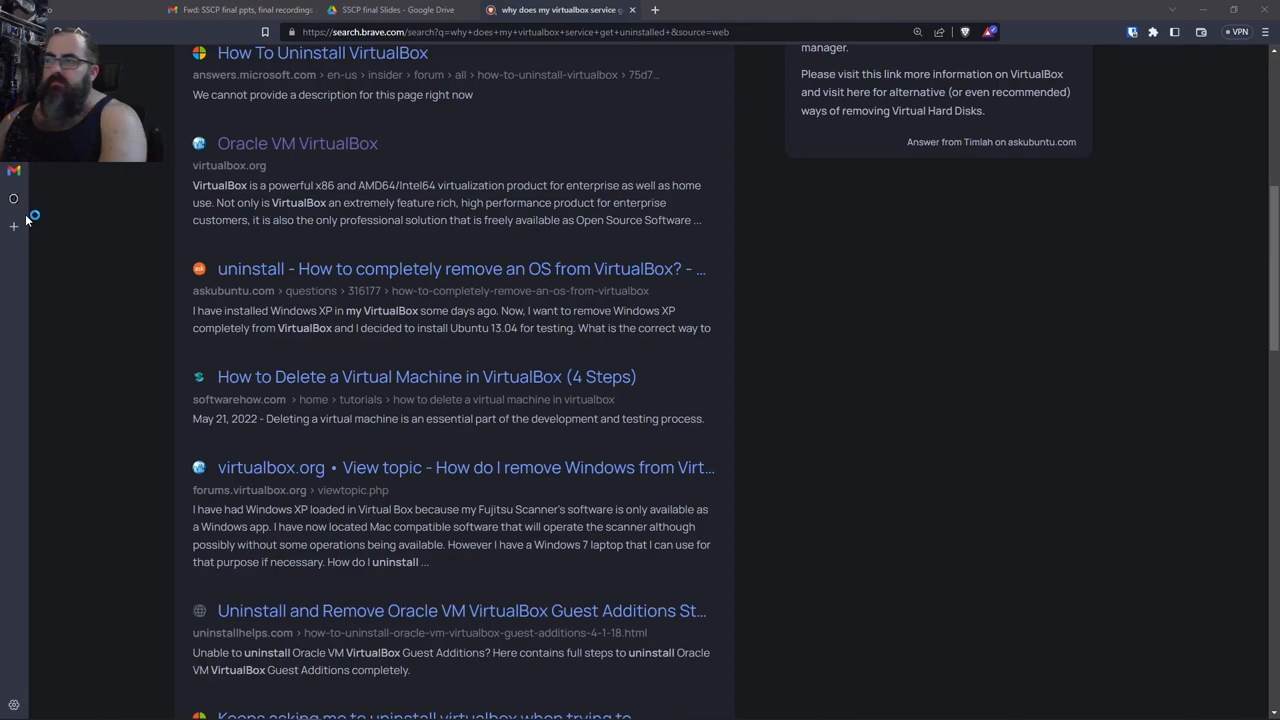 Fwd: SSCP final ppts, final recordings
SSCP final Slides - Google Drive
why does my virtualbox service g
https://search.brave.com/search?q=why+does+my+virtualbox+service+get+uninstalled+&source=web
VPN
How To Uninstall VirtualBox
answers.microsoft.com › en-us › insider › forum › all › how-to-uninstall-virtualbox › 75d7...
We cannot provide a description for this page right now
Oracle VM VirtualBox
virtualbox.org
VirtualBox is a powerful x86 and AMD64/Intel64 virtualization product for enterprise as well as home
use. Not only is VirtualBox an extremely feature rich, high performance product for enterprise
customers, it is also the only professional solution that is freely available as Open Source Software ...
uninstall - How to completely remove an OS from VirtualBox? - ...
askubuntu.com › questions › 316177 › how-to-completely-remove-an-os-from-virtualbox
I have installed Windows XP in my VirtualBox some days ago. Now, I want to remove Windows XP
completely from VirtualBox and I decided to install Ubuntu 13.04 for testing. What is the correct way to
How to Delete a Virtual Machine in VirtualBox (4 Steps)
softwarehow.com › home › tutorials › how to delete a virtual machine in virtualbox
May 21, 2022 - Deleting a virtual machine is an essential part of the development and testing process.
virtualbox.org • View topic - How do I remove Windows from Virt...
forums.virtualbox.org › viewtopic.php
I have had Windows XP loaded in Virtual Box because my Fujitsu Scanner's software is only available as
a Windows app. I have now located Mac compatible software that will operate the scanner although
possibly without some operations being available. However I have a Windows 7 laptop that I can use for
that purpose if necessary. How do I uninstall ...
Uninstall and Remove Oracle VM VirtualBox Guest Additions St...
uninstallhelps.com › how-to-uninstall-oracle-vm-virtualbox-guest-additions-4-1-18.html
Unable to uninstall Oracle VM VirtualBox Guest Additions? Here contains full steps to uninstall Oracle
VM VirtualBox Guest Additions completely.
Keeps asking me to uninstall virtualbox when trying to
manager.
Please visit this link more information on VirtualBox
and visit here for alternative (or even recommended)
ways of removing Virtual Hard Disks.
Answer from Timlah on askubuntu.com